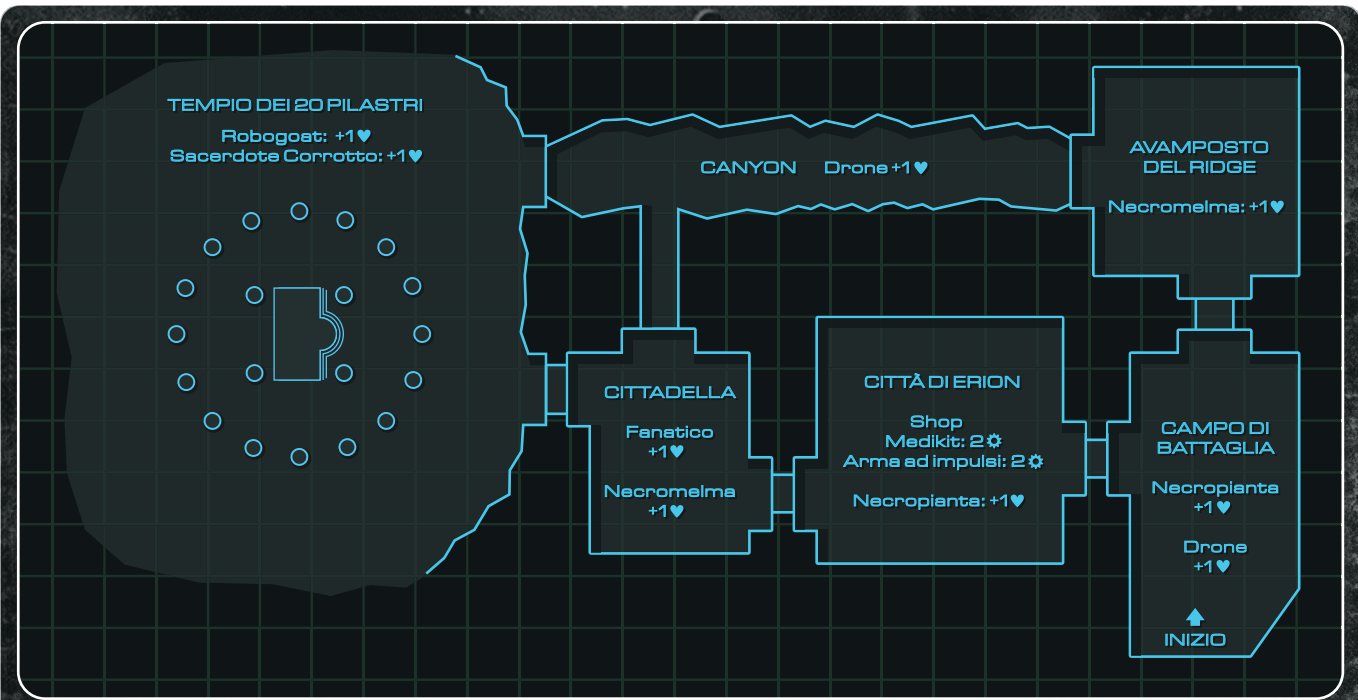 TEMPIO DEI 20 PILASTRI
Robogoat: +1♥
Sacerdote Corrotto: +1♥
CANYON Drone +1♥
AVAMPOSTO
DEL RIDGE
Necromelma: +1♥
CITTADELLA
Fanatico
+1♥
Necromelma
+1♥
CITTÀ DI ERION
Shop
Medikit: 2⚙
Arma ad impulsi: 2⚙
Necropianta: +1♥
CAMPO DI
BATTAGLIA
Necropianta
+1♥
Drone
+1♥
INIZIO